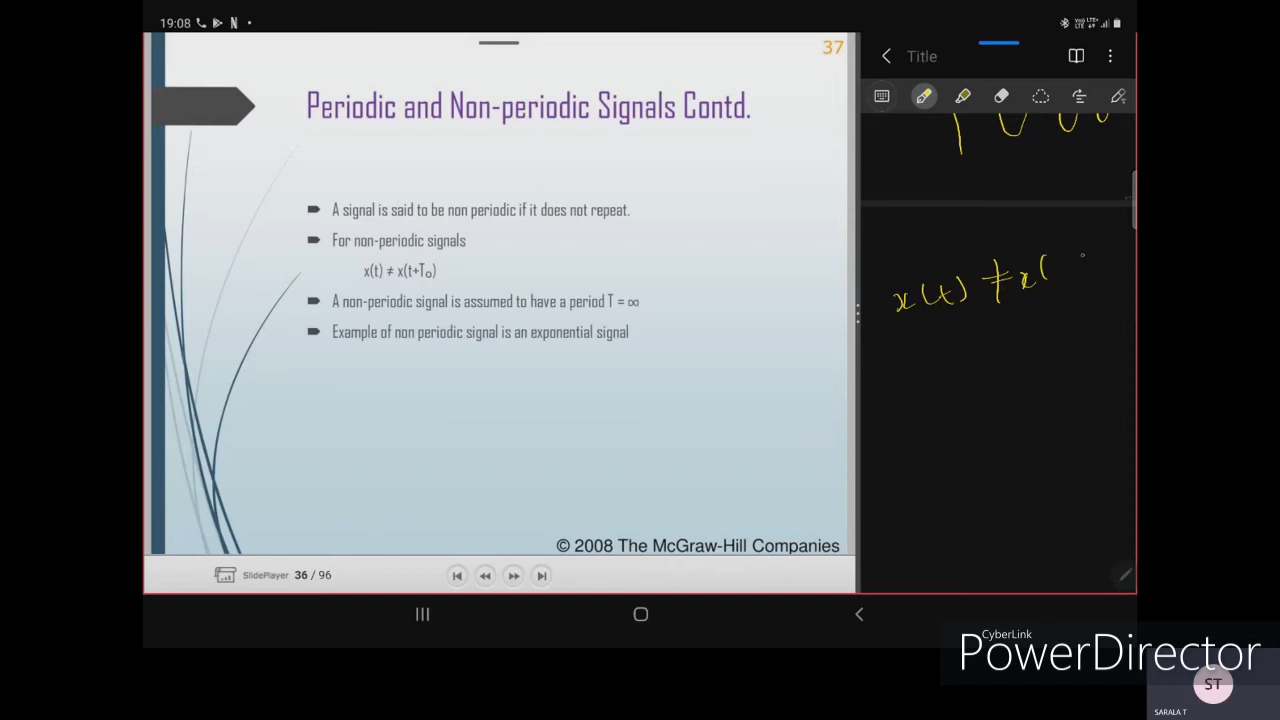 19:08
37
Title
Periodic and Non-periodic Signals Contd.
A signal is said to be non periodic if it does not repeat.
For non-periodic signals
x(t) ≠ x(t+T₀)
A non-periodic signal is assumed to have a period T = ∞
Example of non periodic signal is an exponential signal
x(t) ≠ x(
© 2008 The McGraw-Hill Companies
SlidePlayer 36 / 96
CyberLink
PowerDirector
ST
SARALA T